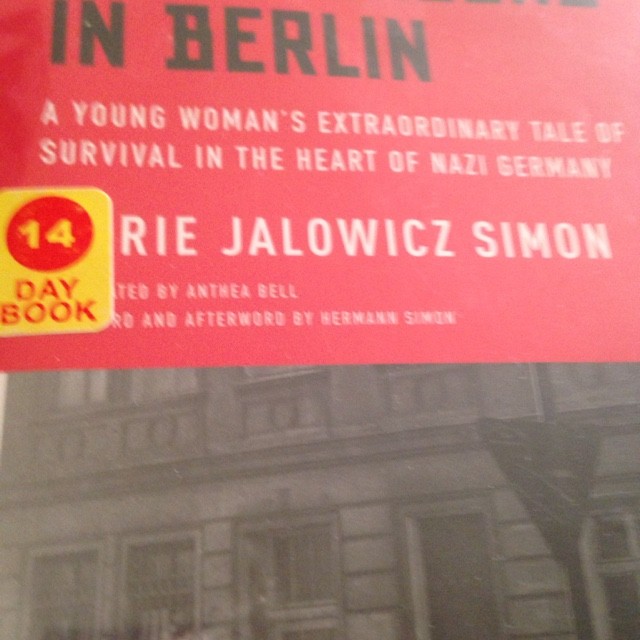 IN BERLIN
A YOUNG WOMAN'S EXTRAORDINARY TALE OF
SURVIVAL IN THE HEART OF NAZI GERMANY
RIE JALOWICZ SIMON
14
DAY
BOOK
TED BY ANTHEA BELL
RD AND AFTERWORD BY HERMANN SIMON